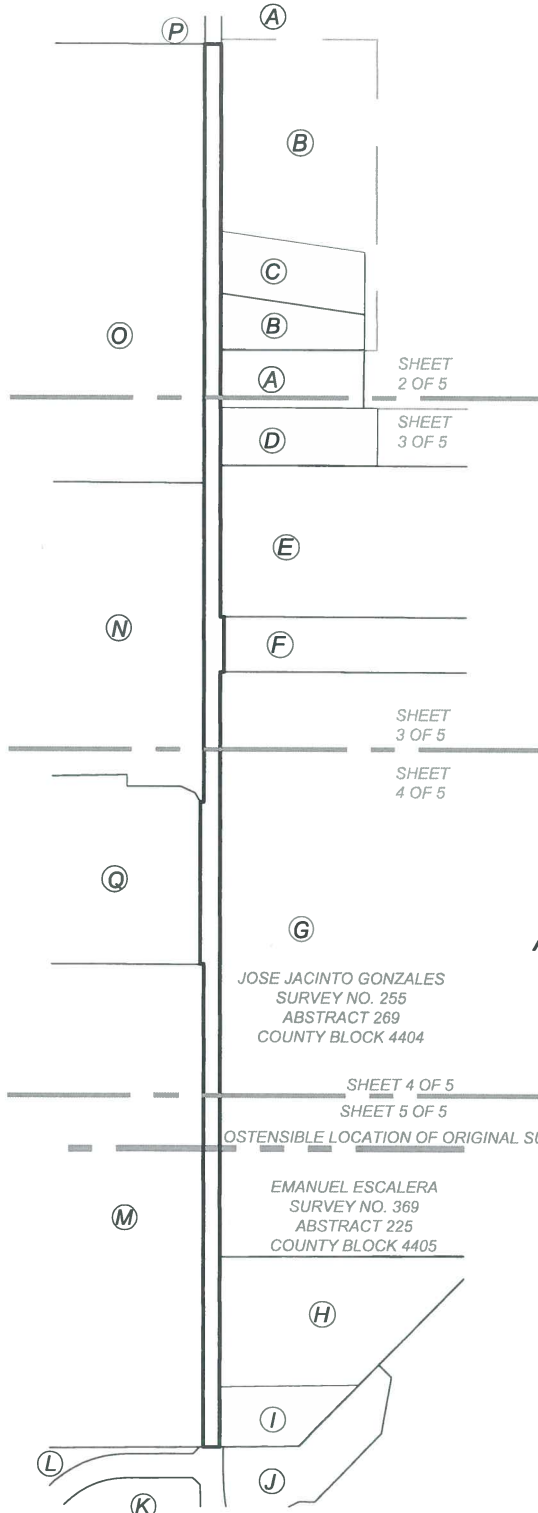 A
P
B
C
B
O
A
SHEET
2 OF 5
SHEET
3 OF 5
D
E
N
F
SHEET
3 OF 5
SHEET
4 OF 5
Q
G
JOSE JACINTO GONZALES
SURVEY NO. 255
ABSTRACT 269
COUNTY BLOCK 4404
SHEET 4 OF 5
SHEET 5 OF 5
OSTENSIBLE LOCATION OF ORIGINAL
EMANUEL ESCALERA
SURVEY NO. 369
ABSTRACT 225
COUNTY BLOCK 4405
M
H
I
L
J
K